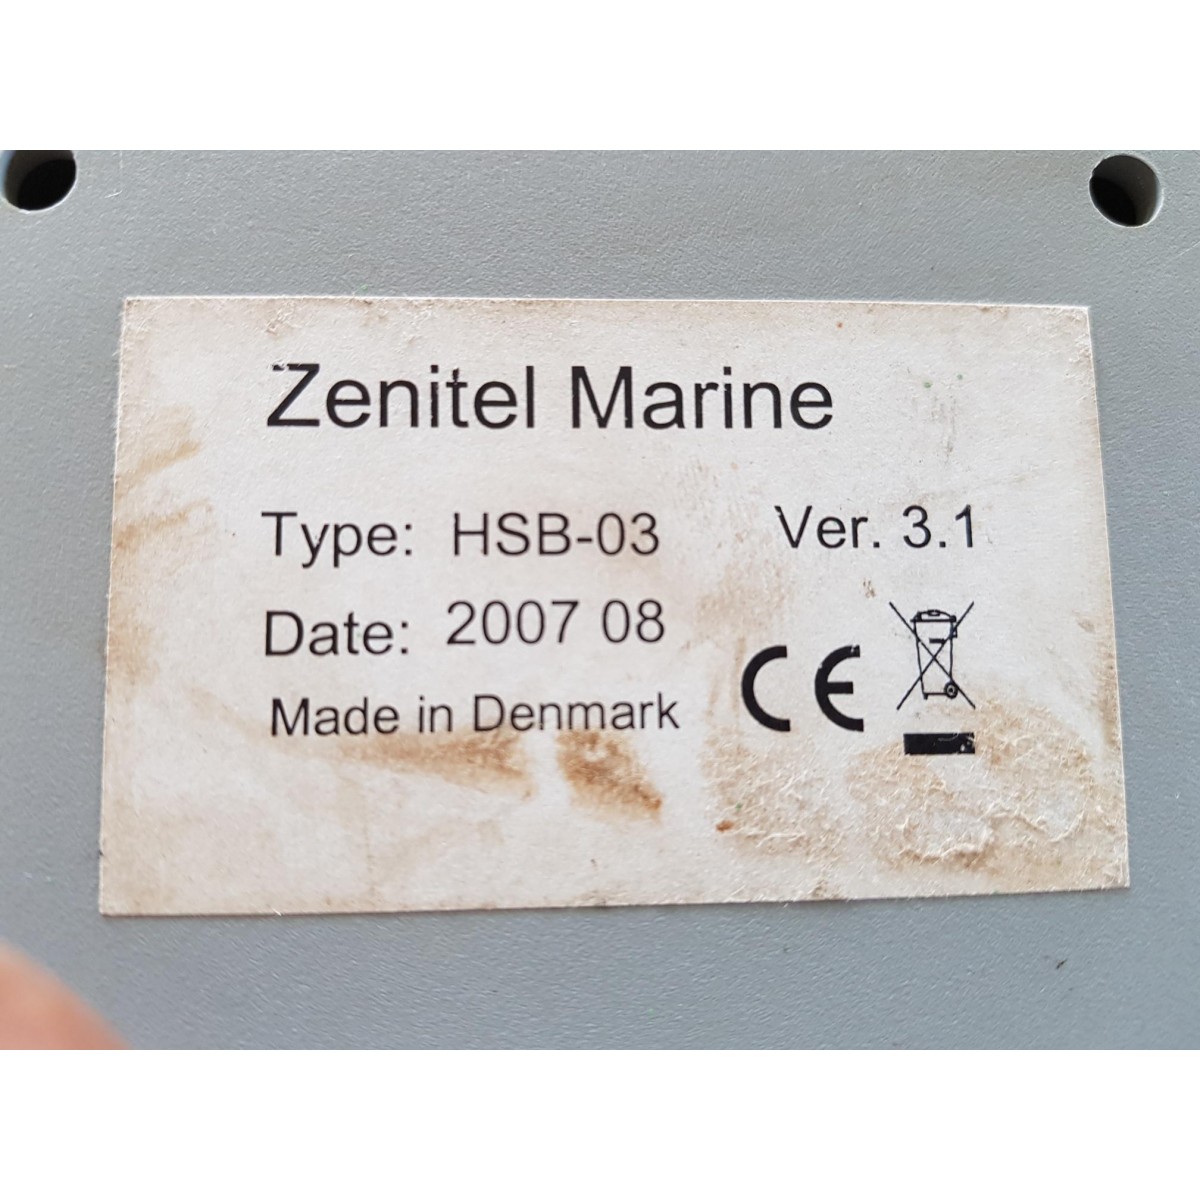 Zenitel Marine
Type: HSB-03 Ver. 3.1
Date: 2007 08
Made in Denmark CE